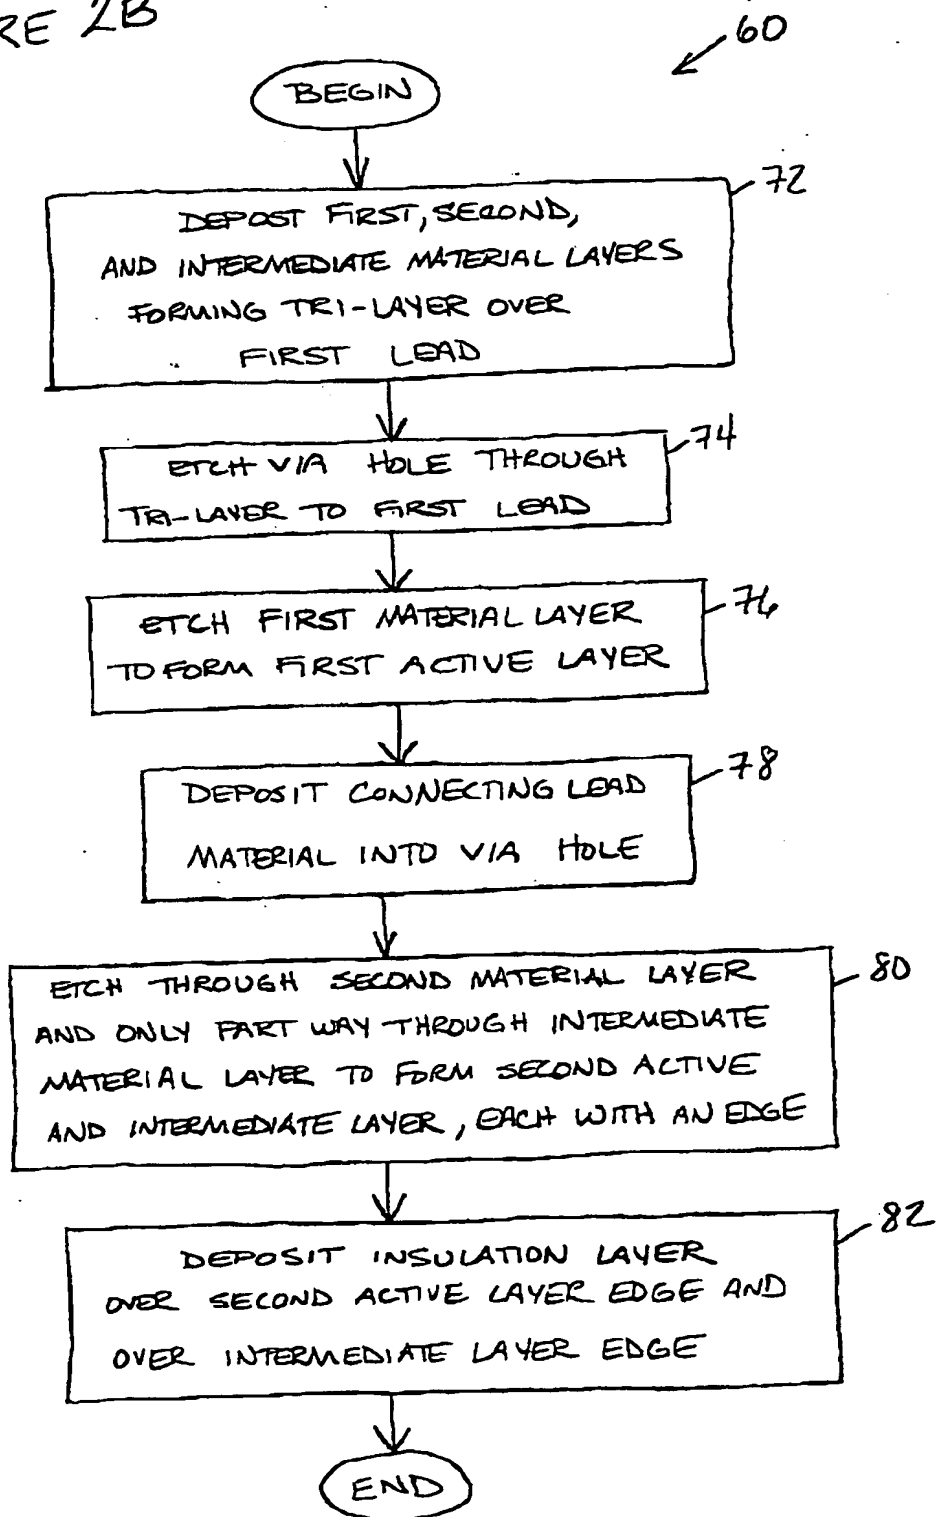 RE 2B
60
BEGIN
72
DEPOST FIRST, SECOND,
AND INTERMEDIATE MATERIAL LAYERS
FORMING TRI-LAYER OVER
FIRST LEAD
74
ETCH VIA HOLE THROUGH
TRI-LAYER TO FIRST LEAD
76
ETCH FIRST MATERIAL LAYER
TO FORM FIRST ACTIVE LAYER
78
DEPOSIT CONNECTING LEAD
MATERIAL INTO VIA HOLE
80
ETCH THROUGH SECOND MATERIAL LAYER
AND ONLY PART WAY THROUGH INTERMEDIATE
MATERIAL LAYER TO FORM SECOND ACTIVE
AND INTERMEDIATE LAYER, EACH WITH AN EDGE
82
DEPOSIT INSULATION LAYER
OVER SECOND ACTIVE LAYER EDGE AND
OVER INTERMEDIATE LAYER EDGE
END